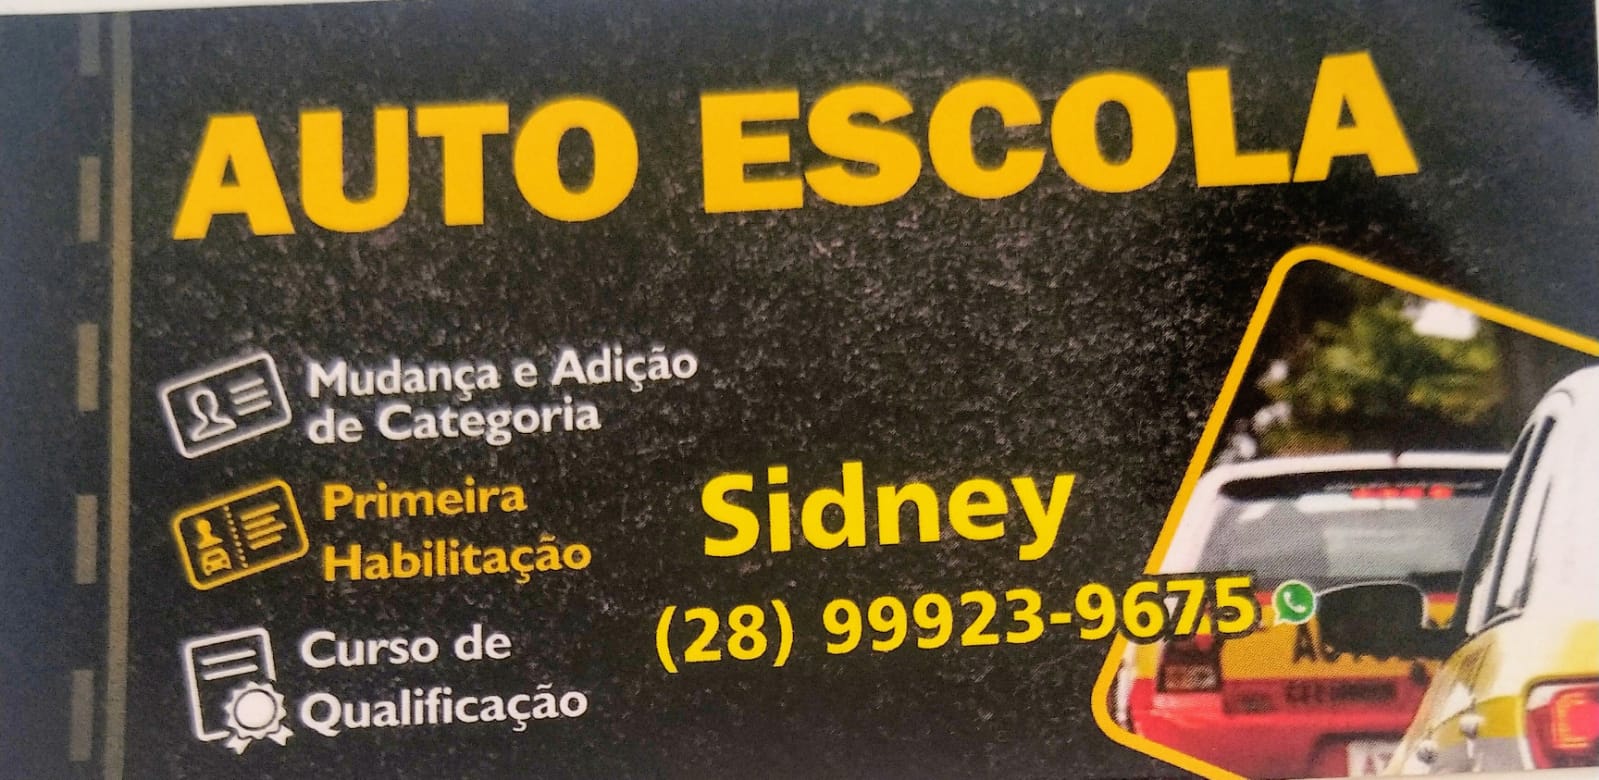 AUTO ESCOLA
Mudança e Adição
de Categoria
Primeira
Habilitação
Curso de
Qualificação
Sidney
(28) 99923-9675